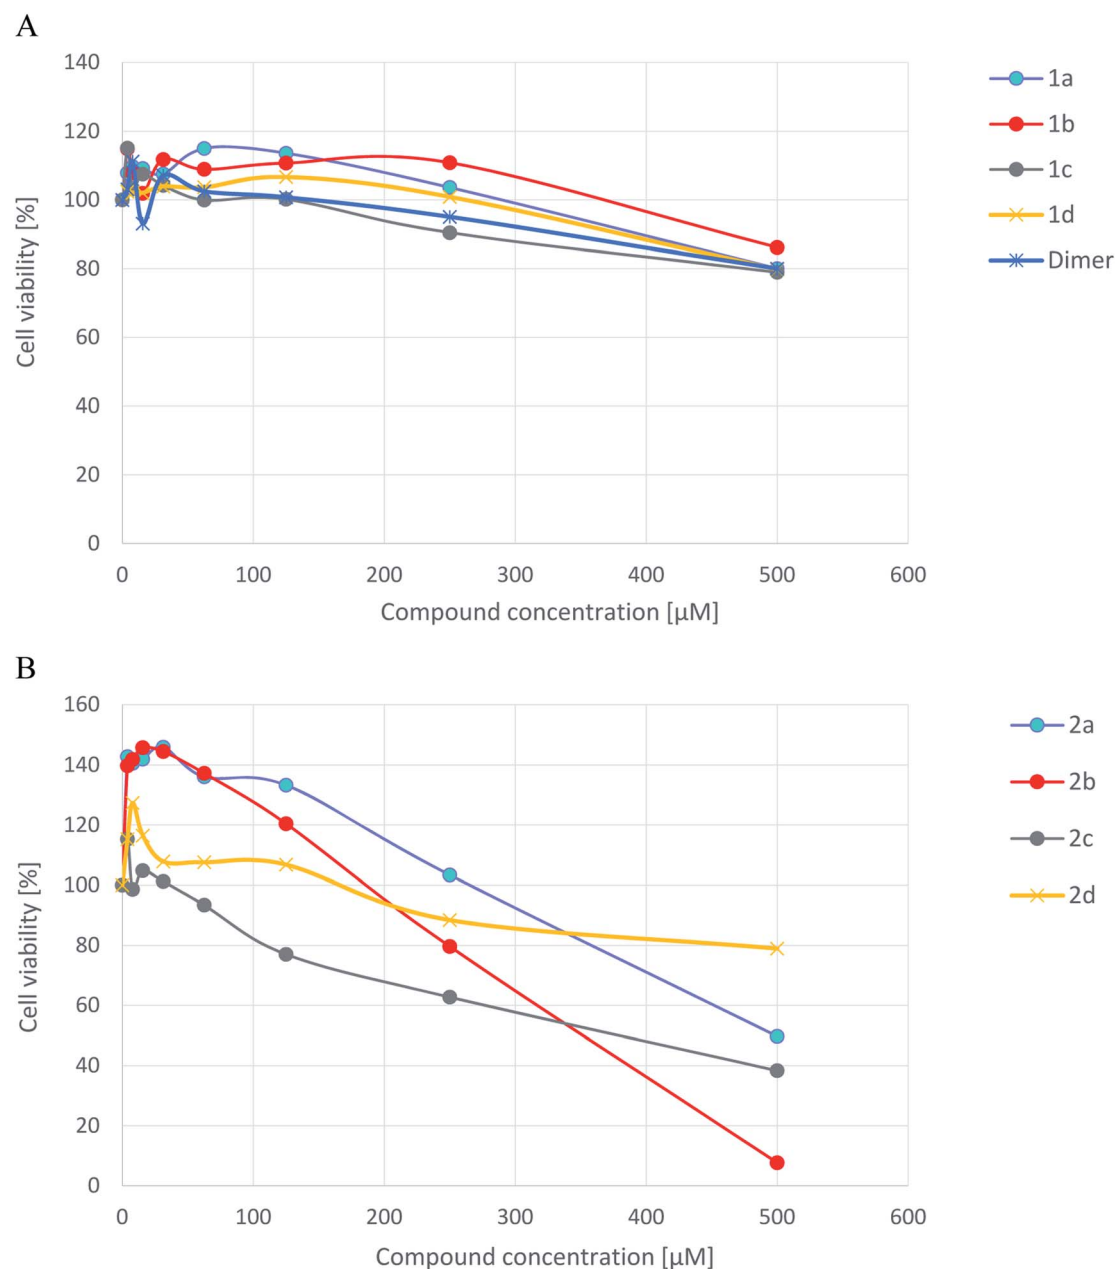 A
140
120
100
80
60
40
20
0
Cell viability [%]
0 100 200 300 400 500 600
Compound concentration [µM]
1a
1b
1c
1d
Dimer
B
160
140
120
100
80
60
40
20
0
Cell viability [%]
0 100 200 300 400 500 600
Compound concentration [µM]
2a
2b
2c
2d